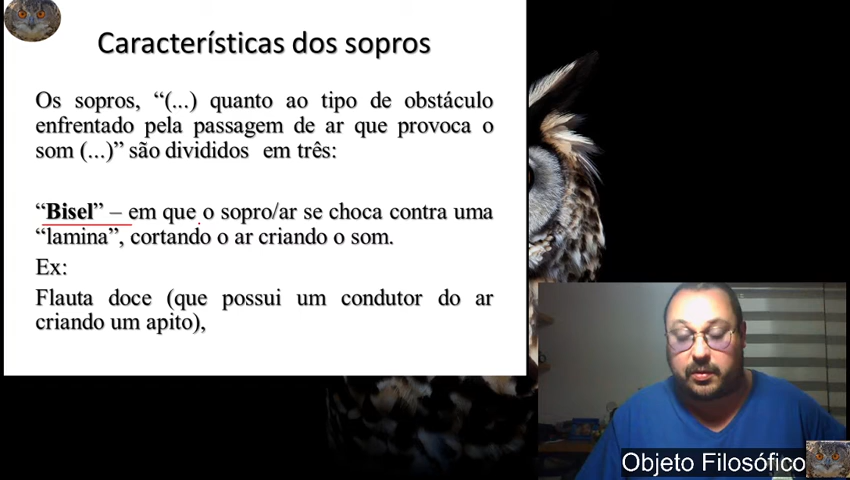 Características dos sopros
Os sopros, “(...) quanto ao tipo de obstáculo
enfrentado pela passagem de ar que provoca o
som (...)” são divididos em três:
“Bisel” – em que o sopro/ar se choca contra uma
“lamina”, cortando o ar criando o som.
Ex:
Flauta doce (que possui um condutor do ar
criando um apito),
Objeto Filosófico